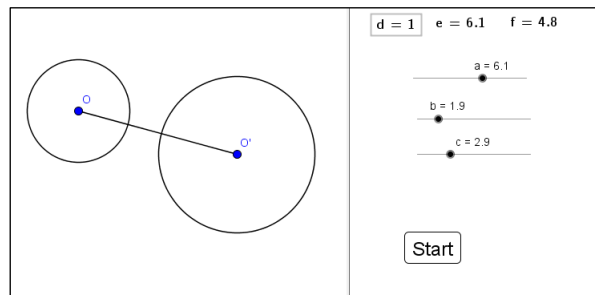 d = 1 e = 6.1 f = 4.8
a = 6.1
O
b = 1.9
c = 2.9
O'
Start